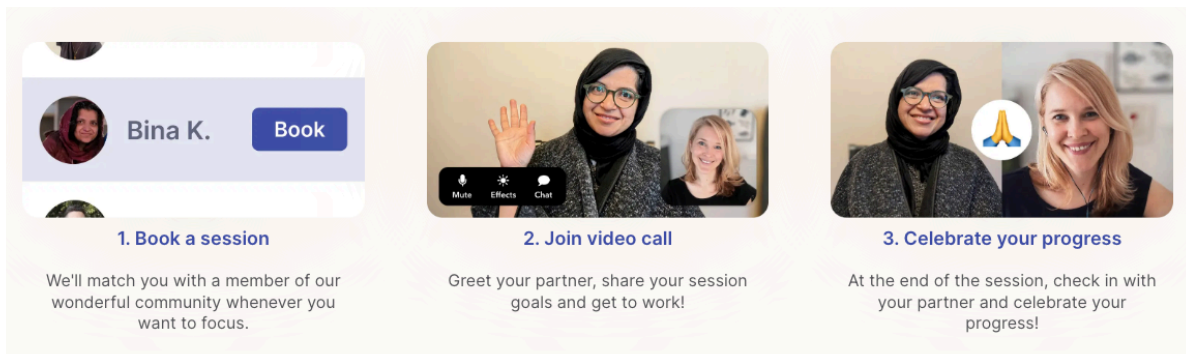 Bina K.
Book
1. Book a session
We'll match you with a member of our
wonderful community whenever you
want to focus.
Mute Effects Chat
2. Join video call
Greet your partner, share your session
goals and get to work!
3. Celebrate your progress
At the end of the session, check in with
your partner and celebrate your
progress!